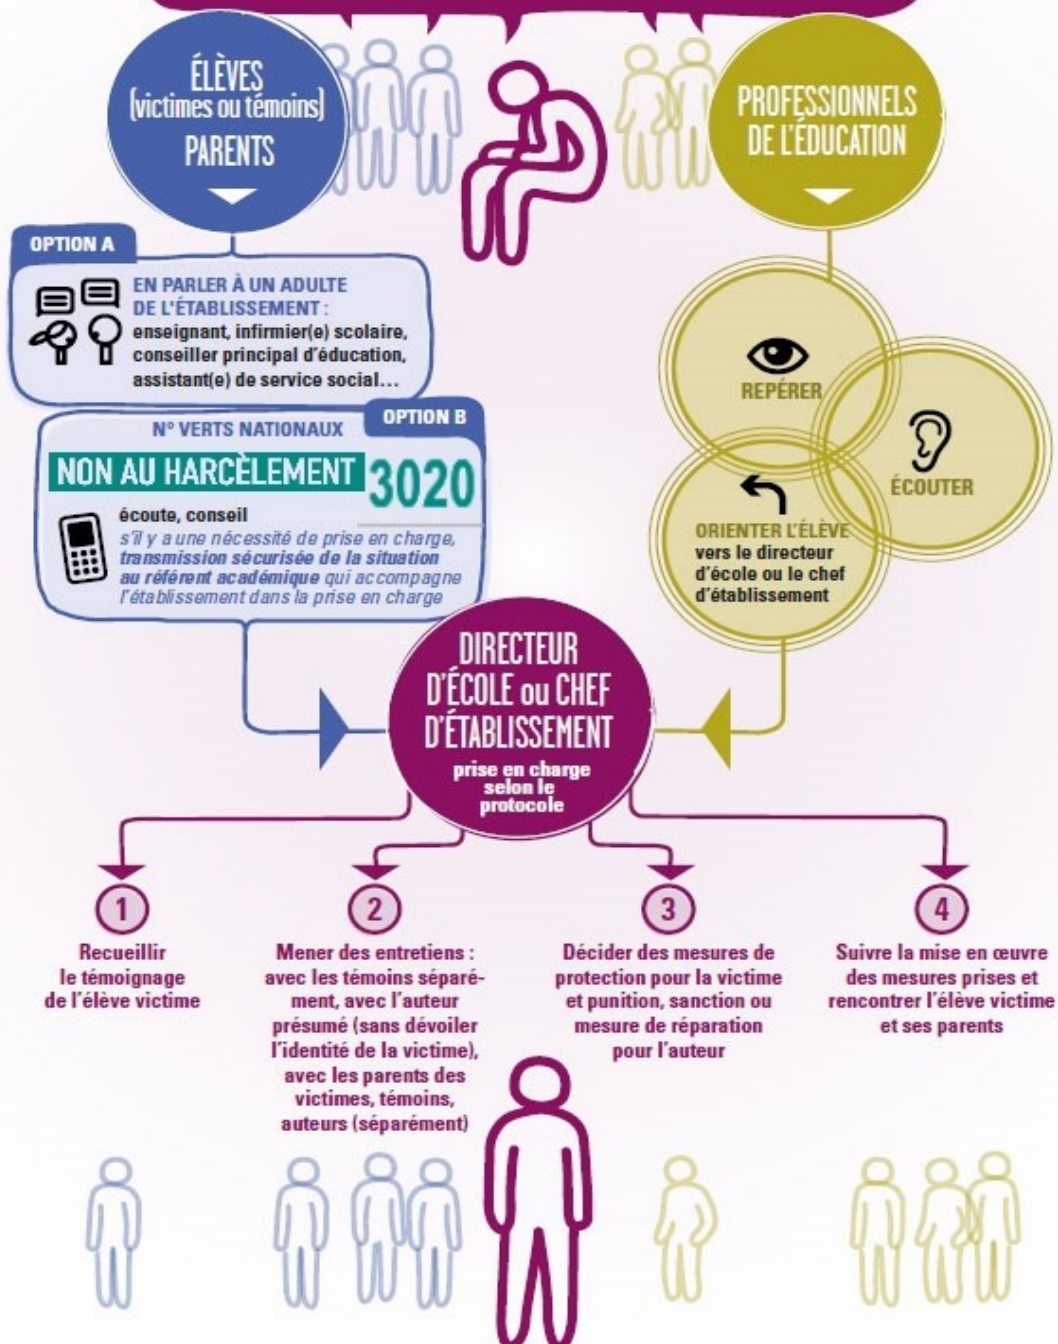 ÉLÈVES
(victimes ou témoins)
PARENTS
PROFESSIONNELS
DE L'ÉDUCATION
OPTION A
EN PARLER À UN ADULTE
DE L'ÉTABLISSEMENT :
enseignant, infirmier(e) scolaire,
conseiller principal d'éducation,
assistant(e) de service social...
OPTION B
N° VERTS NATIONAUX
NON AU HARCÈLEMENT
3020
écoute, conseil
s'il y a une nécessité de prise en charge,
transmission sécurisée de la situation
au référent académique qui accompagne
l'établissement dans la prise en charge
REPÉRER
ÉCOUTER
ORIENTER L'ÉLÈVE
vers le directeur
d'école ou le chef
d'établissement
DIRECTEUR
D'ÉCOLE ou CHEF
D'ÉTABLISSEMENT
prise en charge
selon le
protocole
1
Recueillir
le témoignage
de l'élève victime
2
Mener des entretiens :
avec les témoins séparé-
ment, avec l'auteur
présumé (sans dévoiler
l'identité de la victime),
avec les parents des
victimes, témoins,
auteurs (séparément)
3
Décider des mesures de
protection pour la victime
et punition, sanction ou
mesure de réparation
pour l'auteur
4
Suivre la mise en œuvre
des mesures prises et
rencontrer l'élève victime
et ses parents